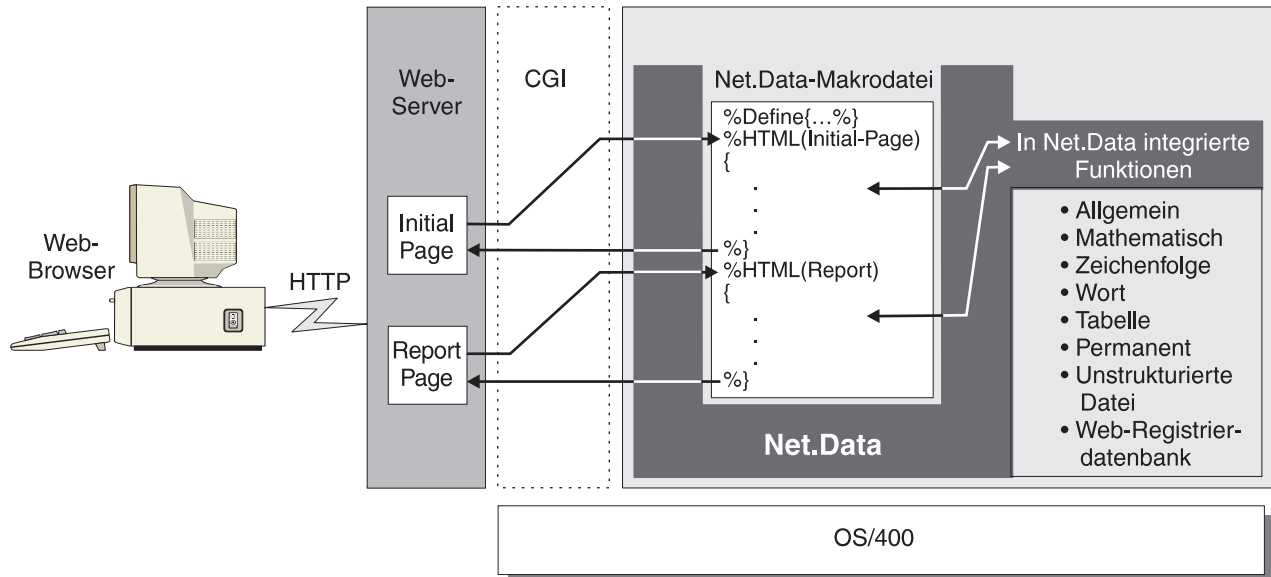 Web-
Browser
HTTP
Web-
Server
Initial
Page
Report
Page
CGI
Net.Data-Makrodatei
%Define{...%}
%HTML(Initial-Page)
{
.
.
.
%}
%HTML(Report)
{
.
.
.
%}
Net.Data
In Net.Data integrierte
Funktionen
• Allgemein
• Mathematisch
• Zeichenfolge
• Wort
• Tabelle
• Permanent
• Unstrukturierte
Datei
• Web-Registrier-
datenbank
OS/400